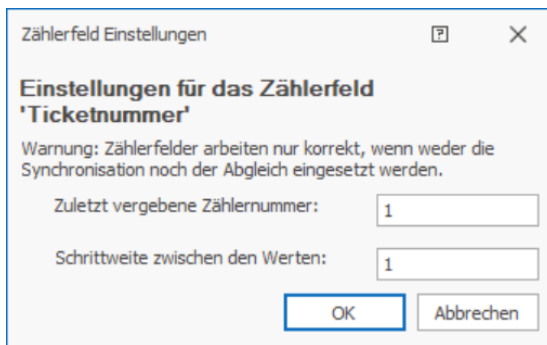 Zählerfeld Einstellungen
Einstellungen für das Zählerfeld
'Ticketnummer'
Warnung: Zählerfelder arbeiten nur korrekt, wenn weder die
Synchronisation noch der Abgleich eingesetzt werden.
Zuletzt vergebene Zählernummer: 1
Schrittweite zwischen den Werten: 1
OK Abbrechen